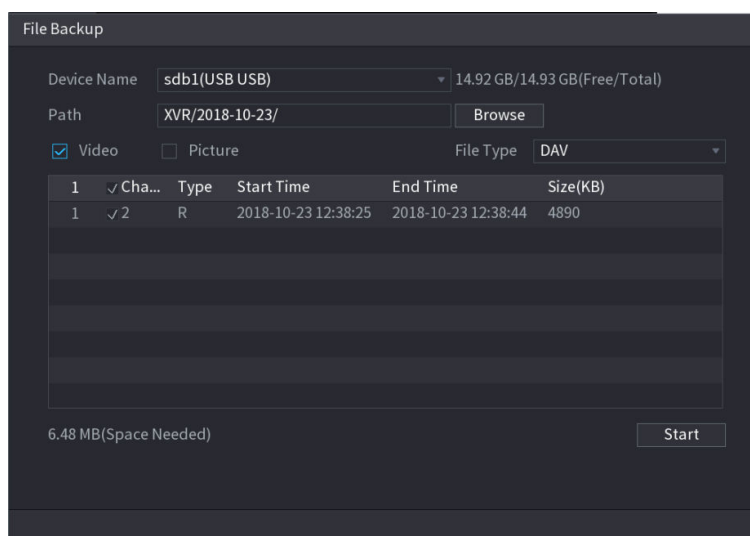 File Backup
Device Name sdb1(USB USB) 14.92 GB/14.93 GB(Free/Total)
Path XVR/2018-10-23/ Browse
Video Picture File Type DAV
1 Cha... Type Start Time End Time Size(KB)
1 2 R 2018-10-23 12:38:25 2018-10-23 12:38:44 4890
6.48 MB(Space Needed) Start